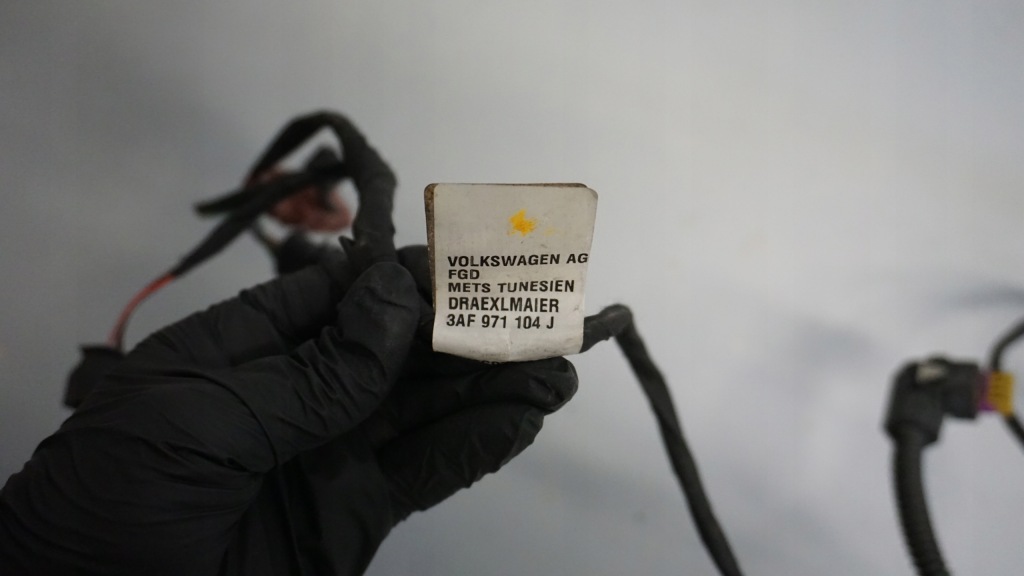 VOLKSWAGEN AG
FGD
METS TUNESIEN
DRAEXLMAIER
3AF 971 104 J